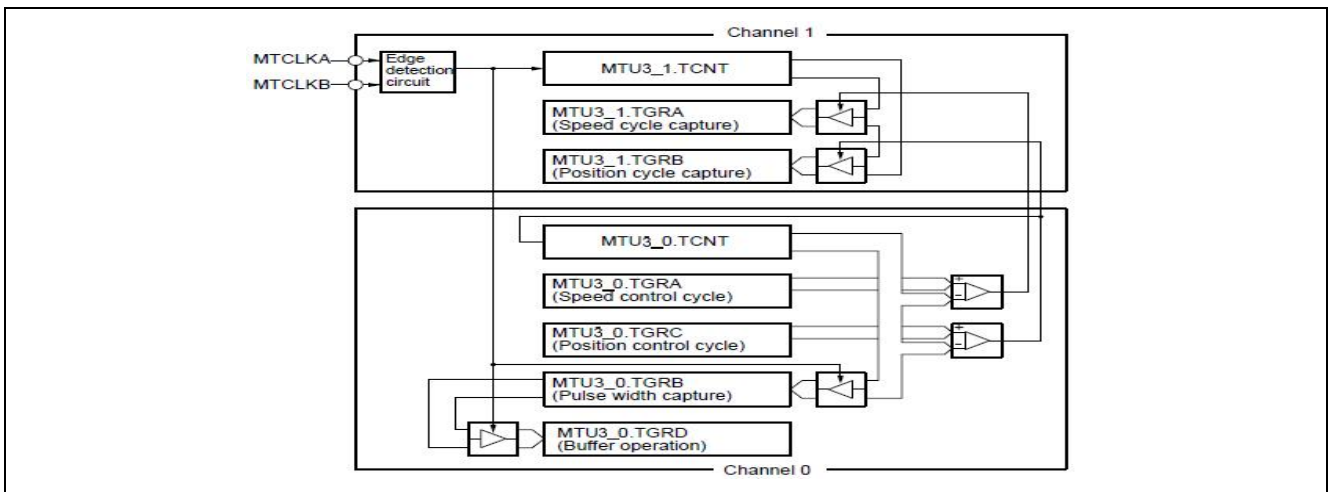 Channel 1
MTCLKA
MTCLKB
Edge
detection
circuit
MTU3_1.TCNT
MTU3_1.TGRA
(Speed cycle capture)
MTU3_1.TGRB
(Position cycle capture)
MTU3_0.TCNT
MTU3_0.TGRA
(Speed control cycle)
+
−
MTU3_0.TGRC
(Position control cycle)
+
−
MTU3_0.TGRB
(Pulse width capture)
MTU3_0.TGRD
(Buffer operation)
Channel 0